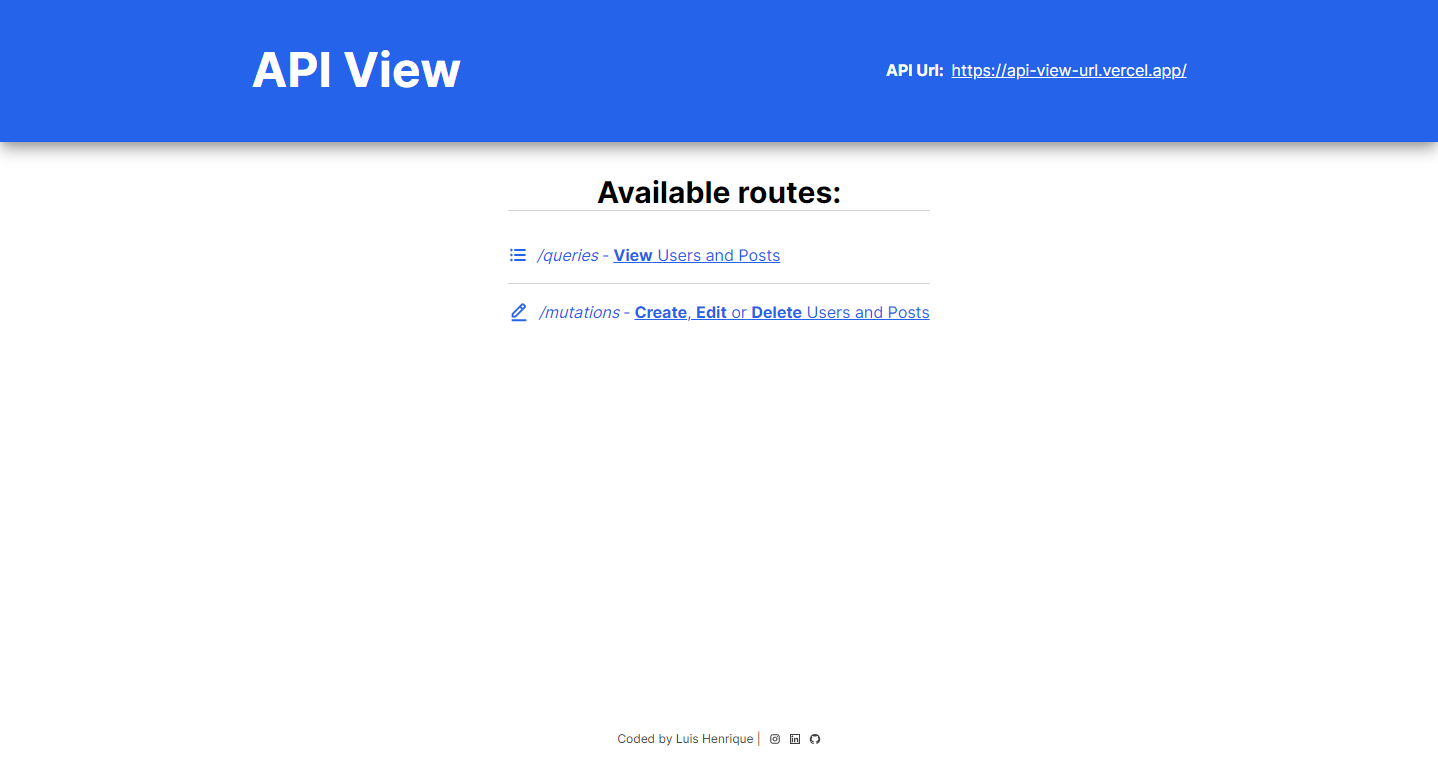 API View
API Url: https://api-view-url.vercel.app/
Available routes:
/queries - View Users and Posts
/mutations - Create, Edit or Delete Users and Posts
Coded by Luis Henrique |